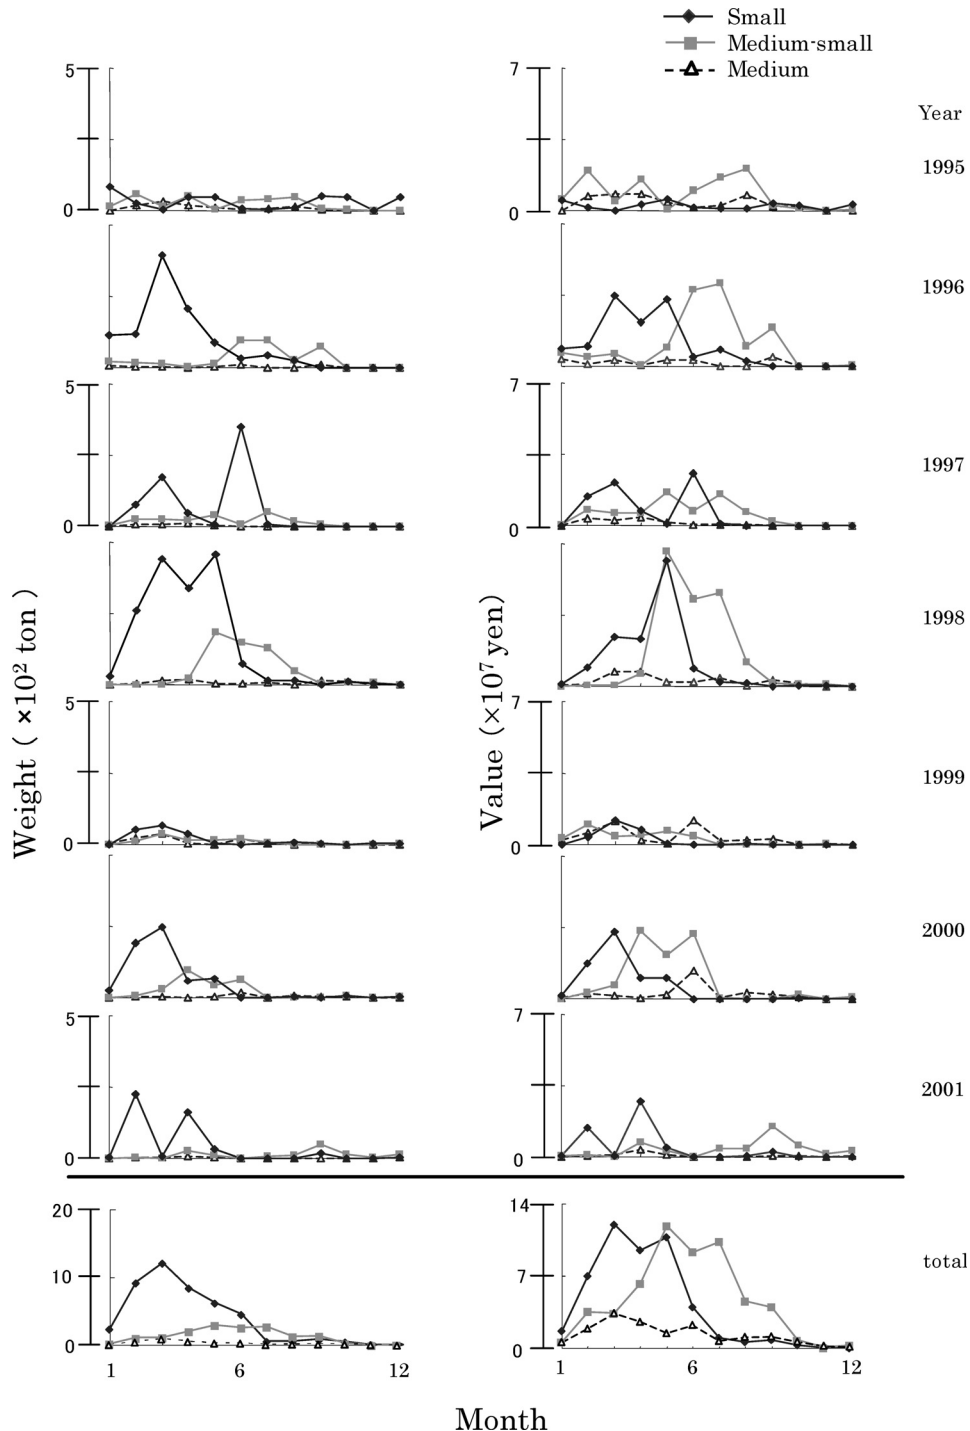 Small
Medium-small
Medium
Year
5
0
7
0
1995
1996
5
0
7
0
1997
1998
Weight ( ×10² ton )
Value (×10⁷ yen)
5
0
7
0
1999
2000
5
0
7
0
2001
20
10
0
14
7
0
total
1 6 12
1 6 12
Month